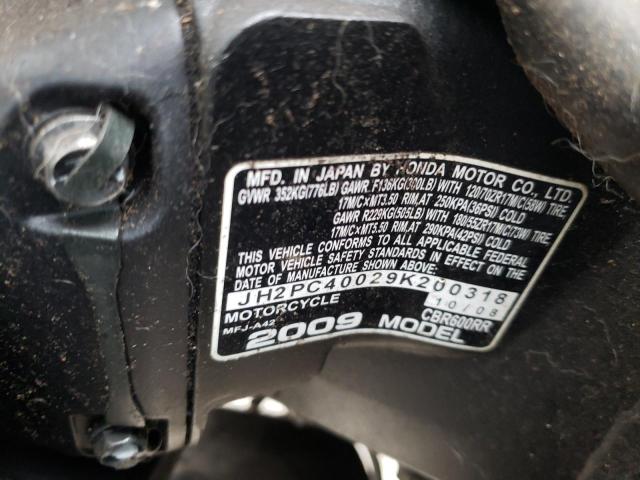 MFD. IN JAPAN BY HONDA MOTOR CO., LTD.
GVWR 352KG(776LB) GAWR F136KG(300LB) WITH 120/70ZR17M/C(58W) TIRE
17M/C×MT3.50 RIM, AT 250KPA(36PSI) COLD
GAWR R229KG(505LB) WITH 180/55ZR17M/C(73W) TIRE
17M/C×MT5.50 RIM, AT 290KPA(42PSI) COLD
THIS VEHICLE CONFORMS TO ALL APPLICABLE FEDERAL
MOTOR VEHICLE SAFETY STANDARDS IN EFFECT ON THE
DATE OF MANUFACTURE SHOWN ABOVE:
JH2PC40029K200318
MOTORCYCLE 10/08
MFJ-A42 2009 MODEL CBR600RR